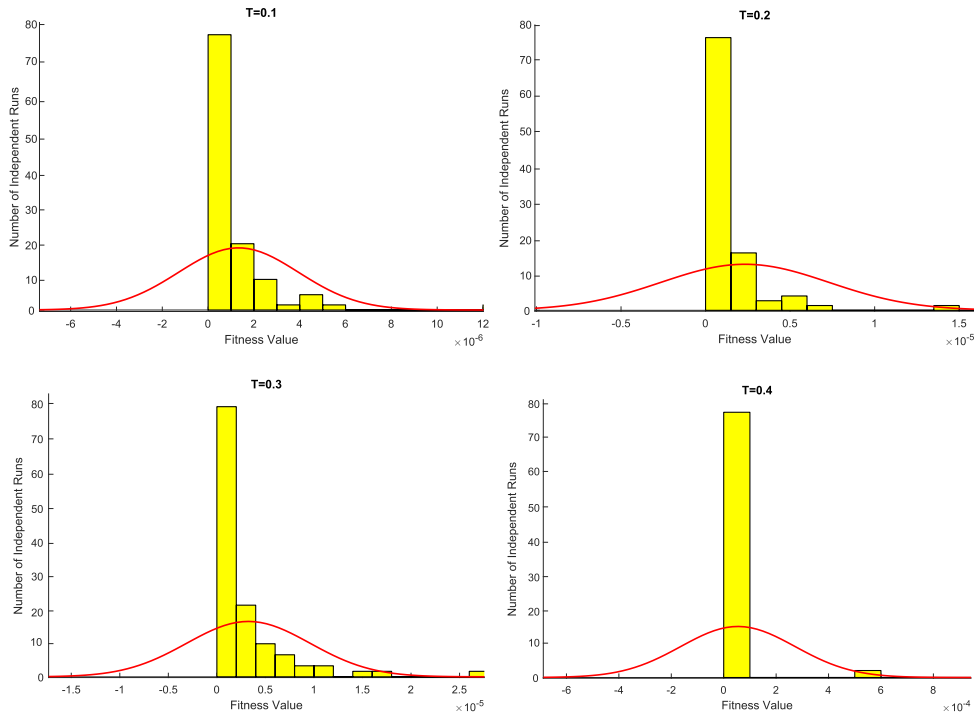 T=0.1
Number of Independent Runs
80
70
60
50
40
30
20
10
0
-6 -4 -2 0 2 4 6 8 10 12
Fitness Value
×10^-6
T=0.2
Number of Independent Runs
80
70
60
50
40
30
20
10
0
-1 -0.5 0 0.5 1 1.5
Fitness Value
×10^-5
T=0.3
Number of Independent Runs
80
70
60
50
40
30
20
10
0
-1.5 -1 -0.5 0 0.5 1 1.5 2 2.5
Fitness Value
×10^-5
T=0.4
Number of Independent Runs
80
70
60
50
40
30
20
10
0
-6 -4 -2 0 2 4 6 8
Fitness Value
×10^-4